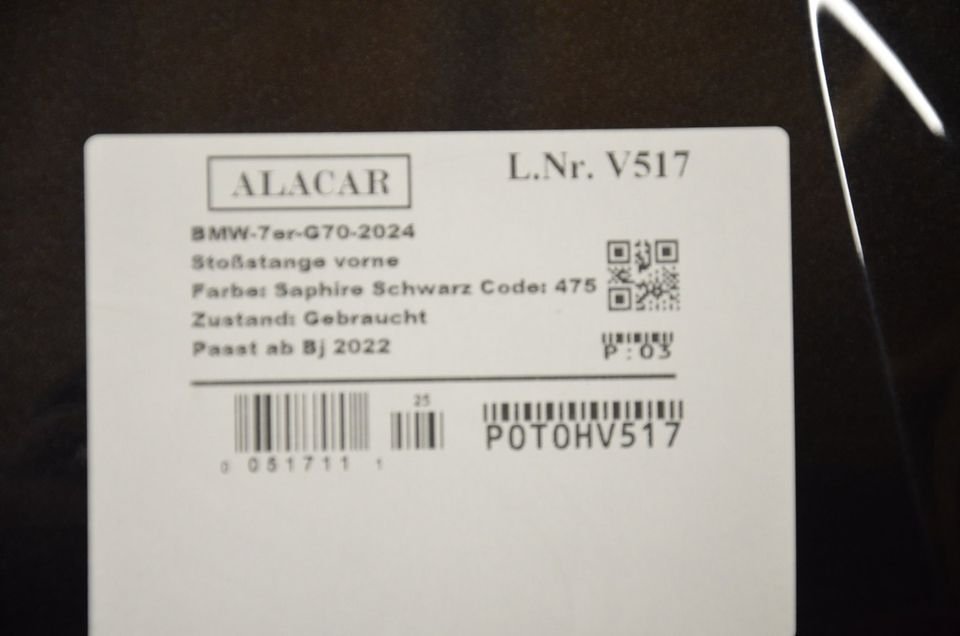 ALACAR
L.Nr. V517
BMW-7er-G70-2024
Stoßstange vorne
Farbe: Saphire Schwarz Code: 475
Zustand: Gebraucht
Passt ab Bj 2022
P:03
25
0 051711 1
POTOHV517